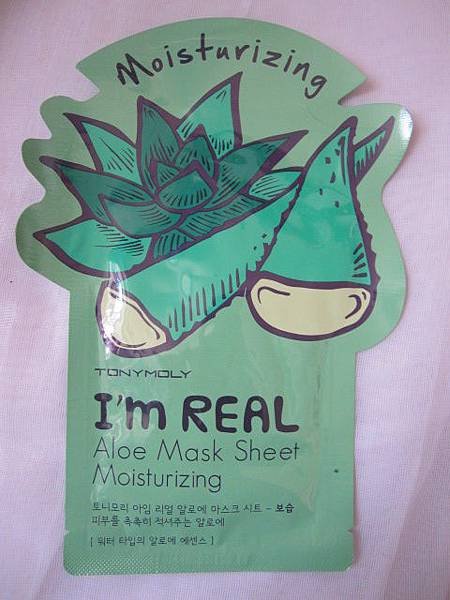 Moisturizing
TONYMOLY
I'm REAL
Aloe Mask Sheet
Moisturizing
토니모리 아임 리얼 알로에 마스크 시트 - 보습
피부를 촉촉히 적셔주는 알로에
[ 워터 타입의 알로에 에센스 ]